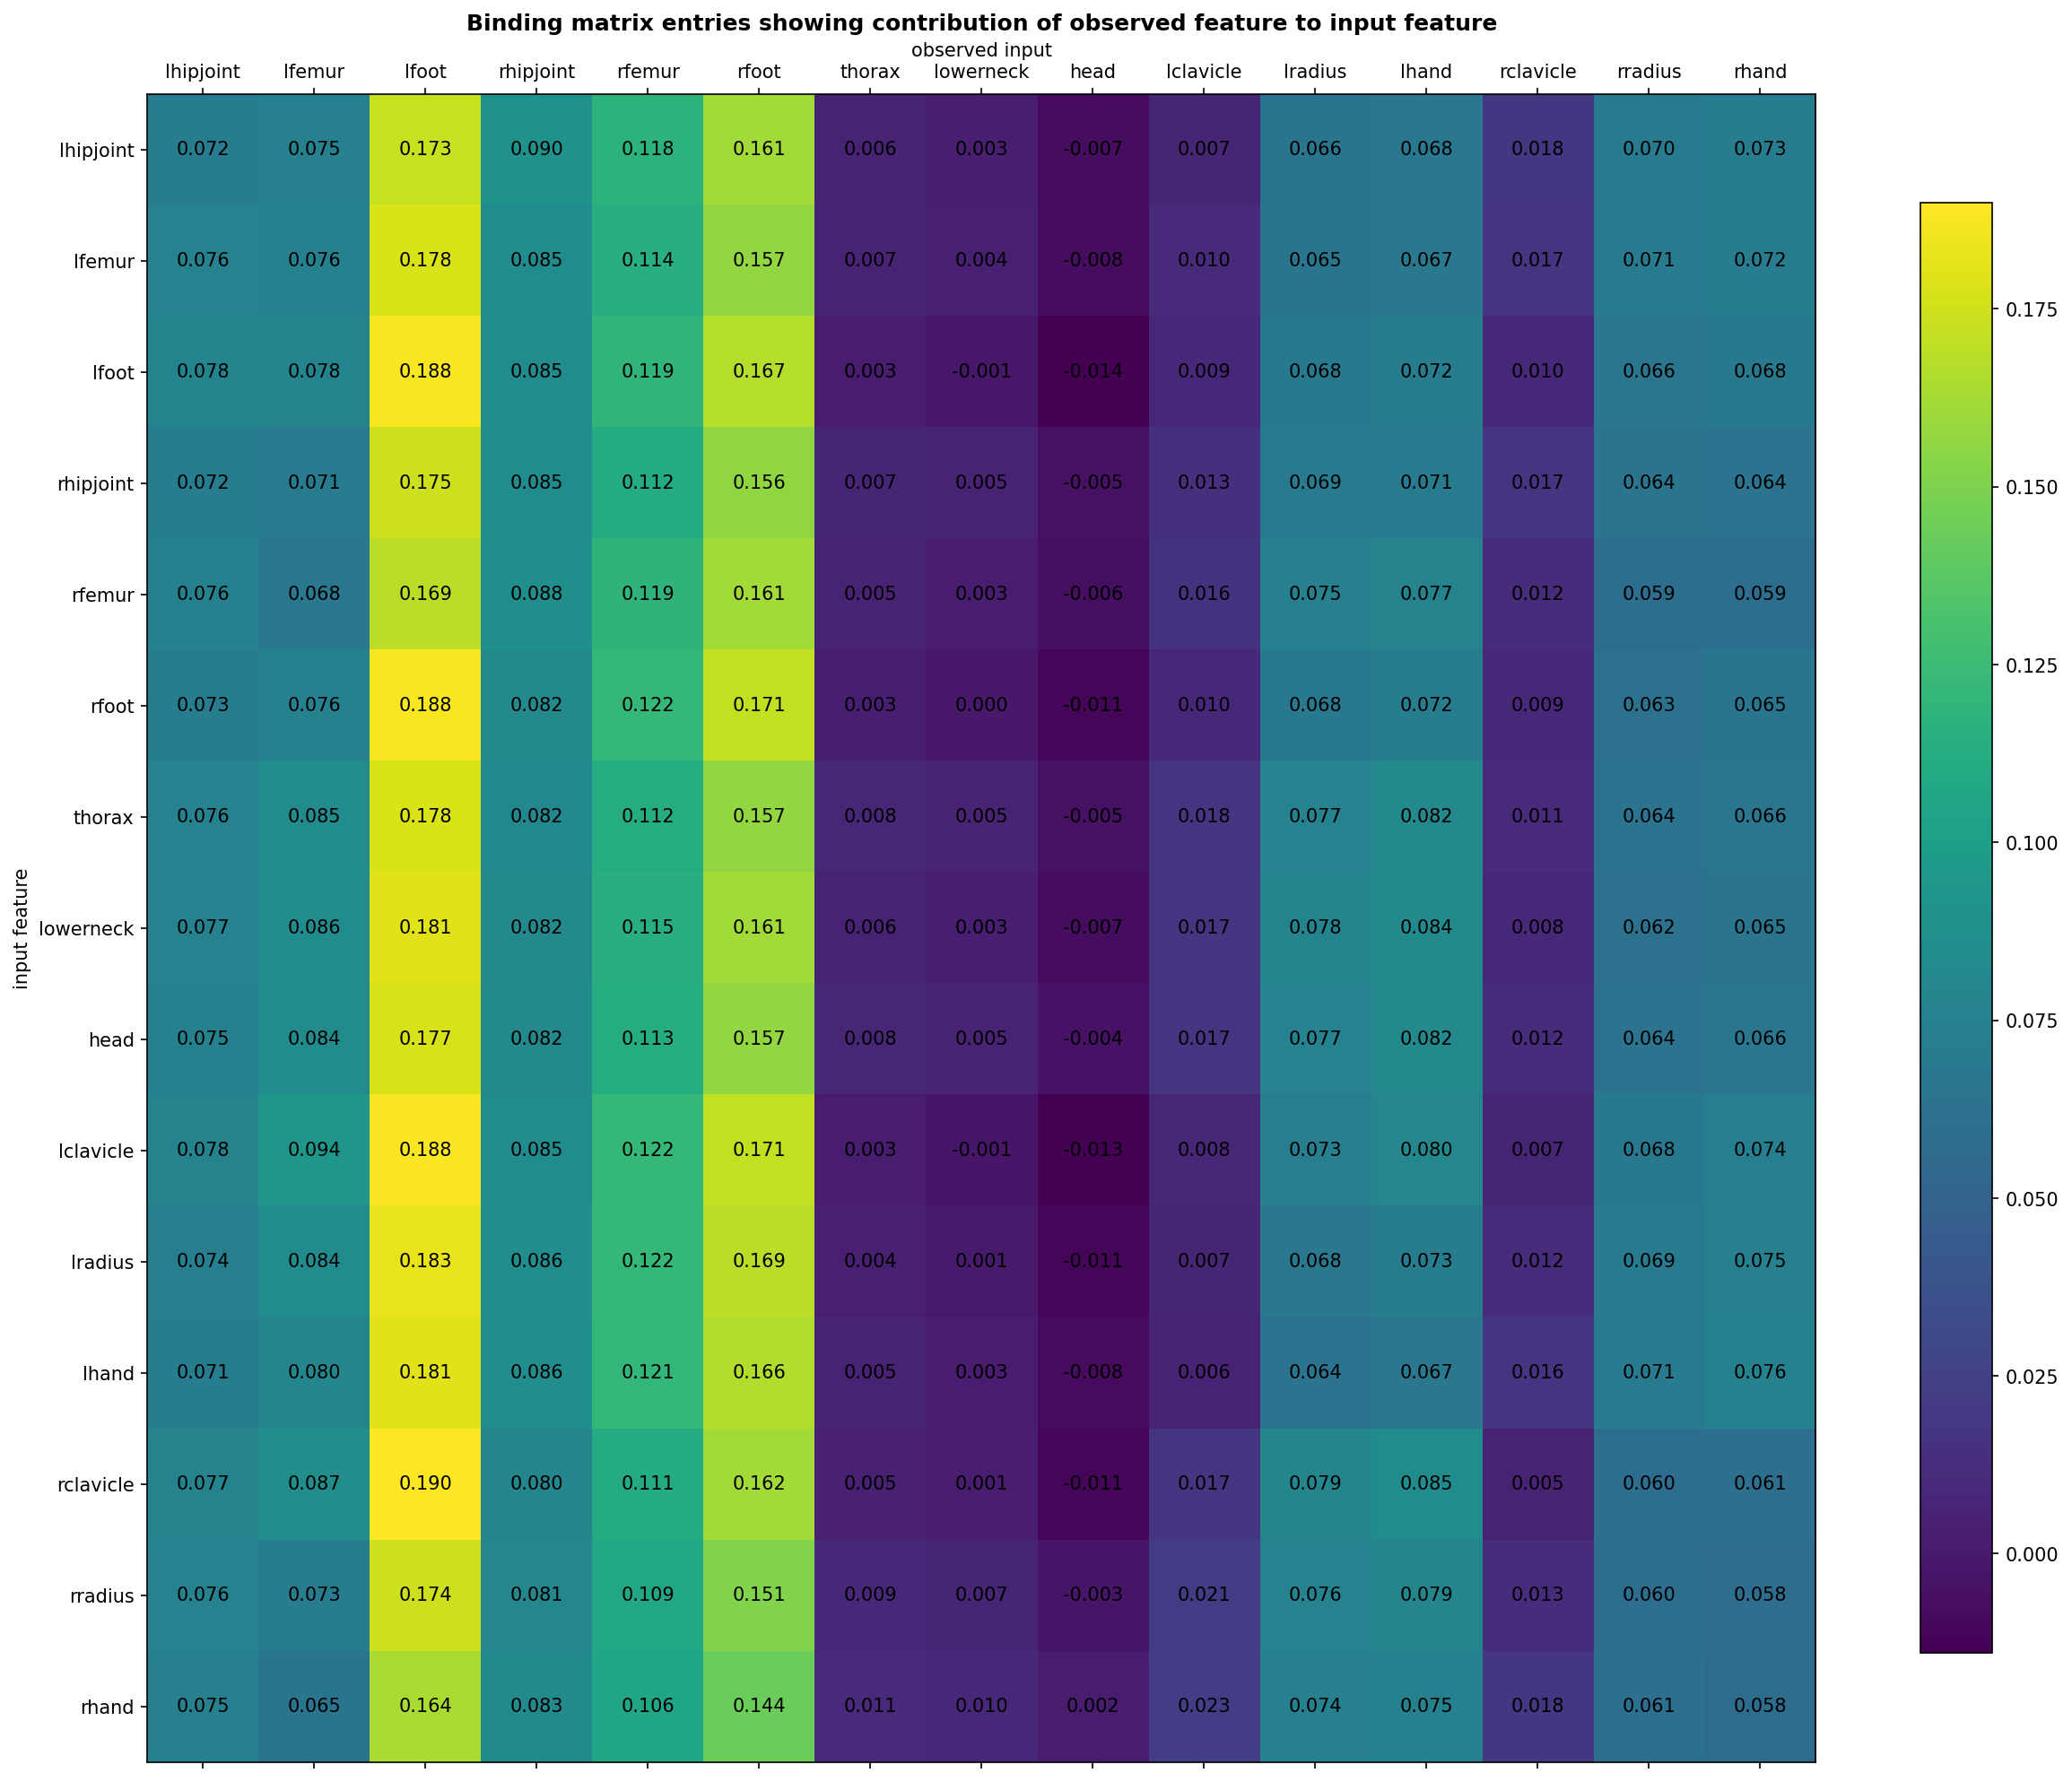 Binding matrix entries showing contribution of observed feature to input feature
observed input
lhipjoint lfemur lfoot rhipjoint rfemur rfoot thorax lowerneck head lclavicle lradius lhand rclavicle rradius rhand
lhipjoint 0.072 0.075 0.173 0.090 0.118 0.161 0.006 0.003 -0.007 0.007 0.066 0.068 0.018 0.070 0.073
lfemur 0.076 0.076 0.178 0.085 0.114 0.157 0.007 0.004 -0.008 0.010 0.065 0.067 0.017 0.071 0.072
lfoot 0.078 0.078 0.188 0.085 0.119 0.167 0.003 -0.001 -0.014 0.009 0.068 0.072 0.010 0.066 0.068
rhipjoint 0.072 0.071 0.175 0.085 0.112 0.156 0.007 0.005 -0.005 0.013 0.069 0.071 0.017 0.064 0.064
rfemur 0.076 0.068 0.169 0.088 0.119 0.161 0.005 0.003 -0.006 0.016 0.075 0.077 0.012 0.059 0.059
rfoot 0.073 0.076 0.188 0.082 0.122 0.171 0.003 0.000 -0.011 0.010 0.068 0.072 0.009 0.063 0.065
thorax 0.076 0.085 0.178 0.082 0.112 0.157 0.008 0.005 -0.005 0.018 0.077 0.082 0.011 0.064 0.066
lowerneck 0.077 0.086 0.181 0.082 0.115 0.161 0.006 0.003 -0.007 0.017 0.078 0.084 0.008 0.062 0.065
head 0.075 0.084 0.177 0.082 0.113 0.157 0.008 0.005 -0.004 0.017 0.077 0.082 0.012 0.064 0.066
lclavicle 0.078 0.094 0.188 0.085 0.122 0.171 0.003 -0.001 -0.013 0.008 0.073 0.080 0.007 0.068 0.074
lradius 0.074 0.084 0.183 0.086 0.122 0.169 0.004 0.001 -0.011 0.007 0.068 0.073 0.012 0.069 0.075
lhand 0.071 0.080 0.181 0.086 0.121 0.166 0.005 0.003 -0.008 0.006 0.064 0.067 0.016 0.071 0.076
rclavicle 0.077 0.087 0.190 0.080 0.111 0.162 0.005 0.001 -0.011 0.017 0.079 0.085 0.005 0.060 0.061
rradius 0.076 0.073 0.174 0.081 0.109 0.151 0.009 0.007 -0.003 0.021 0.076 0.079 0.013 0.060 0.058
rhand 0.075 0.065 0.164 0.083 0.106 0.144 0.011 0.010 0.002 0.023 0.074 0.075 0.018 0.061 0.058
input feature
0.175
0.150
0.125
0.100
0.075
0.050
0.025
0.000